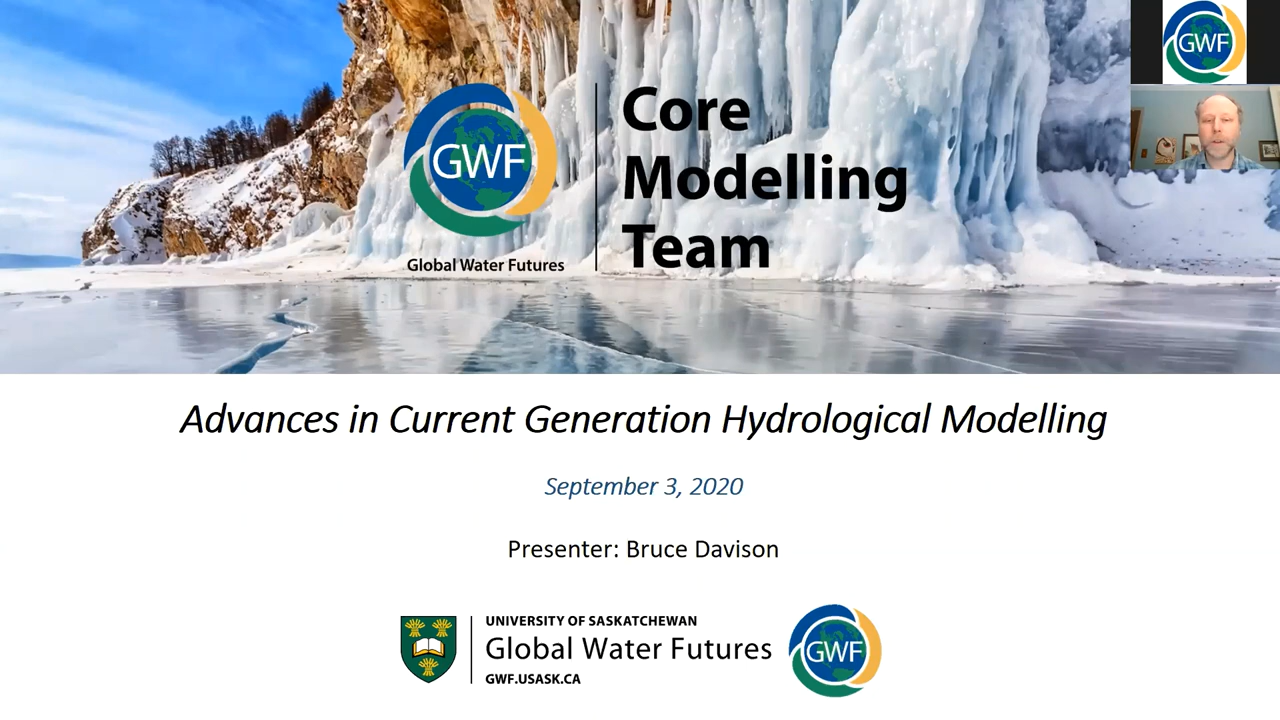 GWF
Core
Modelling
Team
GWF
Global Water Futures
Advances in Current Generation Hydrological Modelling
September 3, 2020
Presenter: Bruce Davison
UNIVERSITY OF SASKATCHEWAN
Global Water Futures
GWF.USASK.CA
GWF